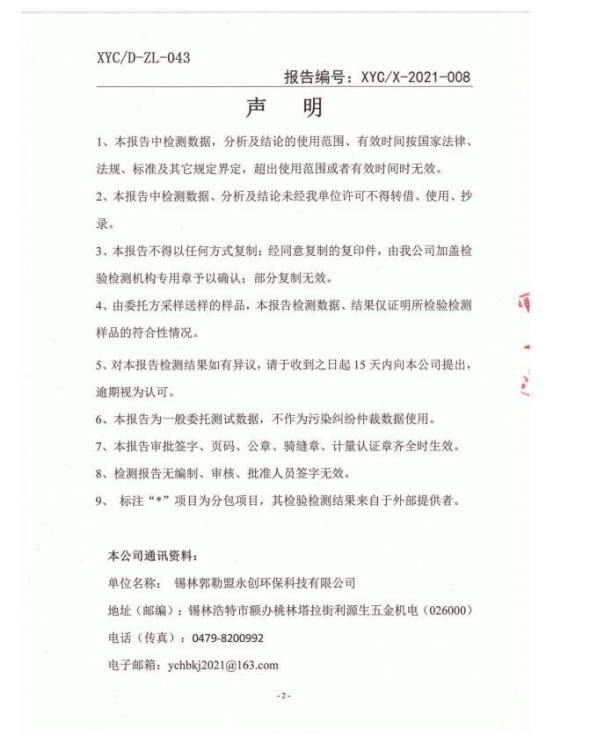 XYC/D-ZL-043
报告编号：XYC/X-2021-008
声 明
1、本报告中检测数据，分析及结论的使用范围、有效时间按国家法律、
法规、标准及其它规定界定，超出使用范围或者有效时间时无效。
2、本报告中检测数据、分析及结论未经我单位许可不得转借、使用、抄
录。
3、本报告不得以任何方式复制；经同意复制的复印件，由我公司加盖检
验检测机构专用章予以确认；部分复制无效。
4、由委托方采样送样的样品，本报告检测数据、结果仅证明所检验检测
样品的符合性情况。
5、对本报告检测结果如有异议，请于收到之日起 15 天内向本公司提出，
逾期视为认可。
6、本报告为一般委托测试数据，不作为污染纠纷仲裁数据使用。
7、本报告审批签字、页码、公章、骑缝章、计量认证章齐全时生效。
8、检测报告无编制、审核、批准人员签字无效。
9、 标注“*”项目为分包项目，其检验检测结果来自于外部提供者。
本公司通讯资料：
单位名称： 锡林郭勒盟永创环保科技有限公司
地址（邮编）：锡林浩特市额办桃林塔拉街利源生五金机电（026000）
电话（传真）：0479-8200992
电子邮箱：ychbkj2021@163.com
-2-